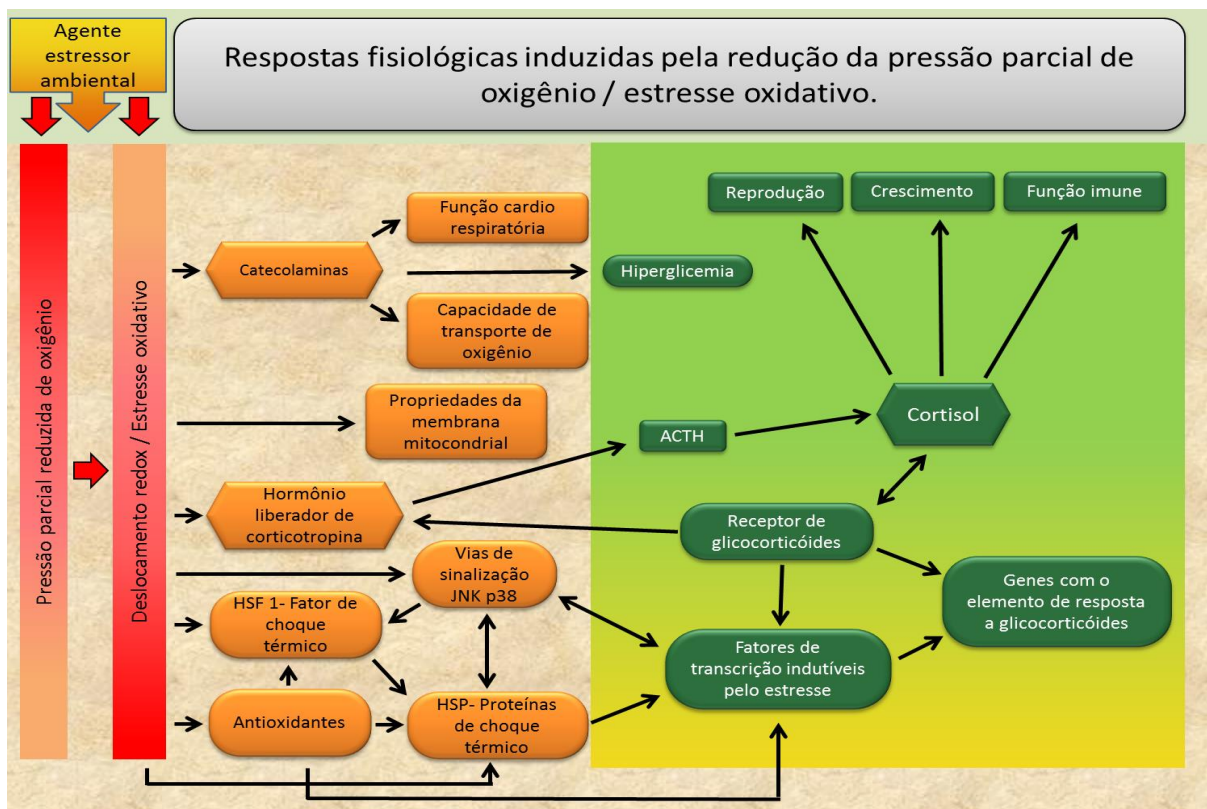 Agente
estressor
ambiental
Respostas fisiológicas induzidas pela redução da pressão parcial de
oxigênio / estresse oxidativo.
Pressão parcial reduzida de oxigênio
Deslocamento redox / Estresse oxidativo
Catecolaminas
Função cardio
respiratória
Capacidade de
transporte de
oxigênio
Hiperglicemia
Reprodução
Crescimento
Função imune
Propriedades da
membrana
mitocondrial
ACTH
Cortisol
Hormônio
liberador de
corticotropina
Receptor de
glicocorticóides
Vias de
sinalização
JNK p38
HSF 1- Fator de
choque
térmico
Genes com o
elemento de resposta
a glicocorticóides
Fatores de
transcrição indutíveis
pelo estresse
Antioxidantes
HSP- Proteínas
de choque
térmico